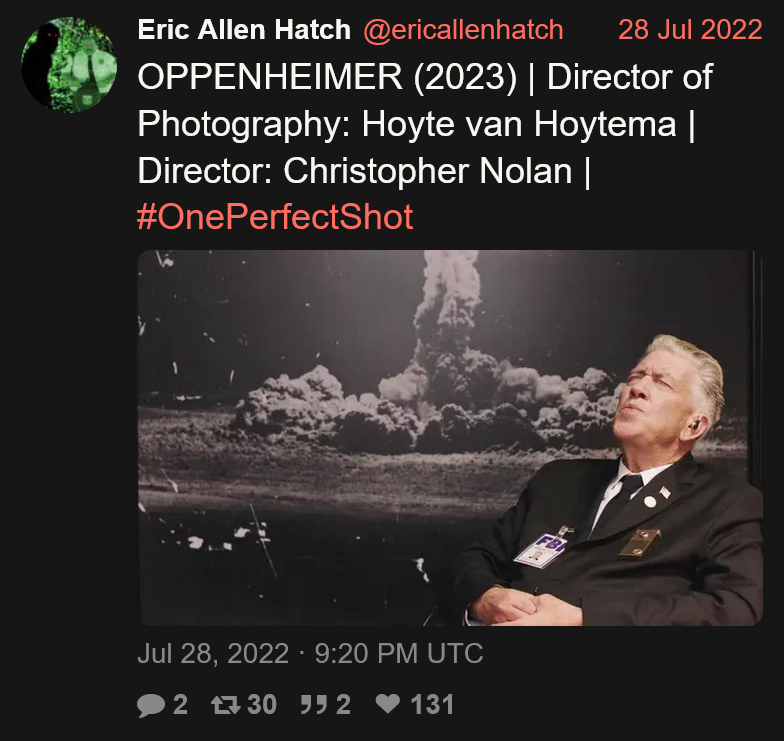 Eric Allen Hatch @ericallenhatch 28 Jul 2022
OPPENHEIMER (2023) | Director of
Photography: Hoyte van Hoytema |
Director: Christopher Nolan |
#OnePerfectShot
FBI
Jul 28, 2022 · 9:20 PM UTC
2 30 2 131